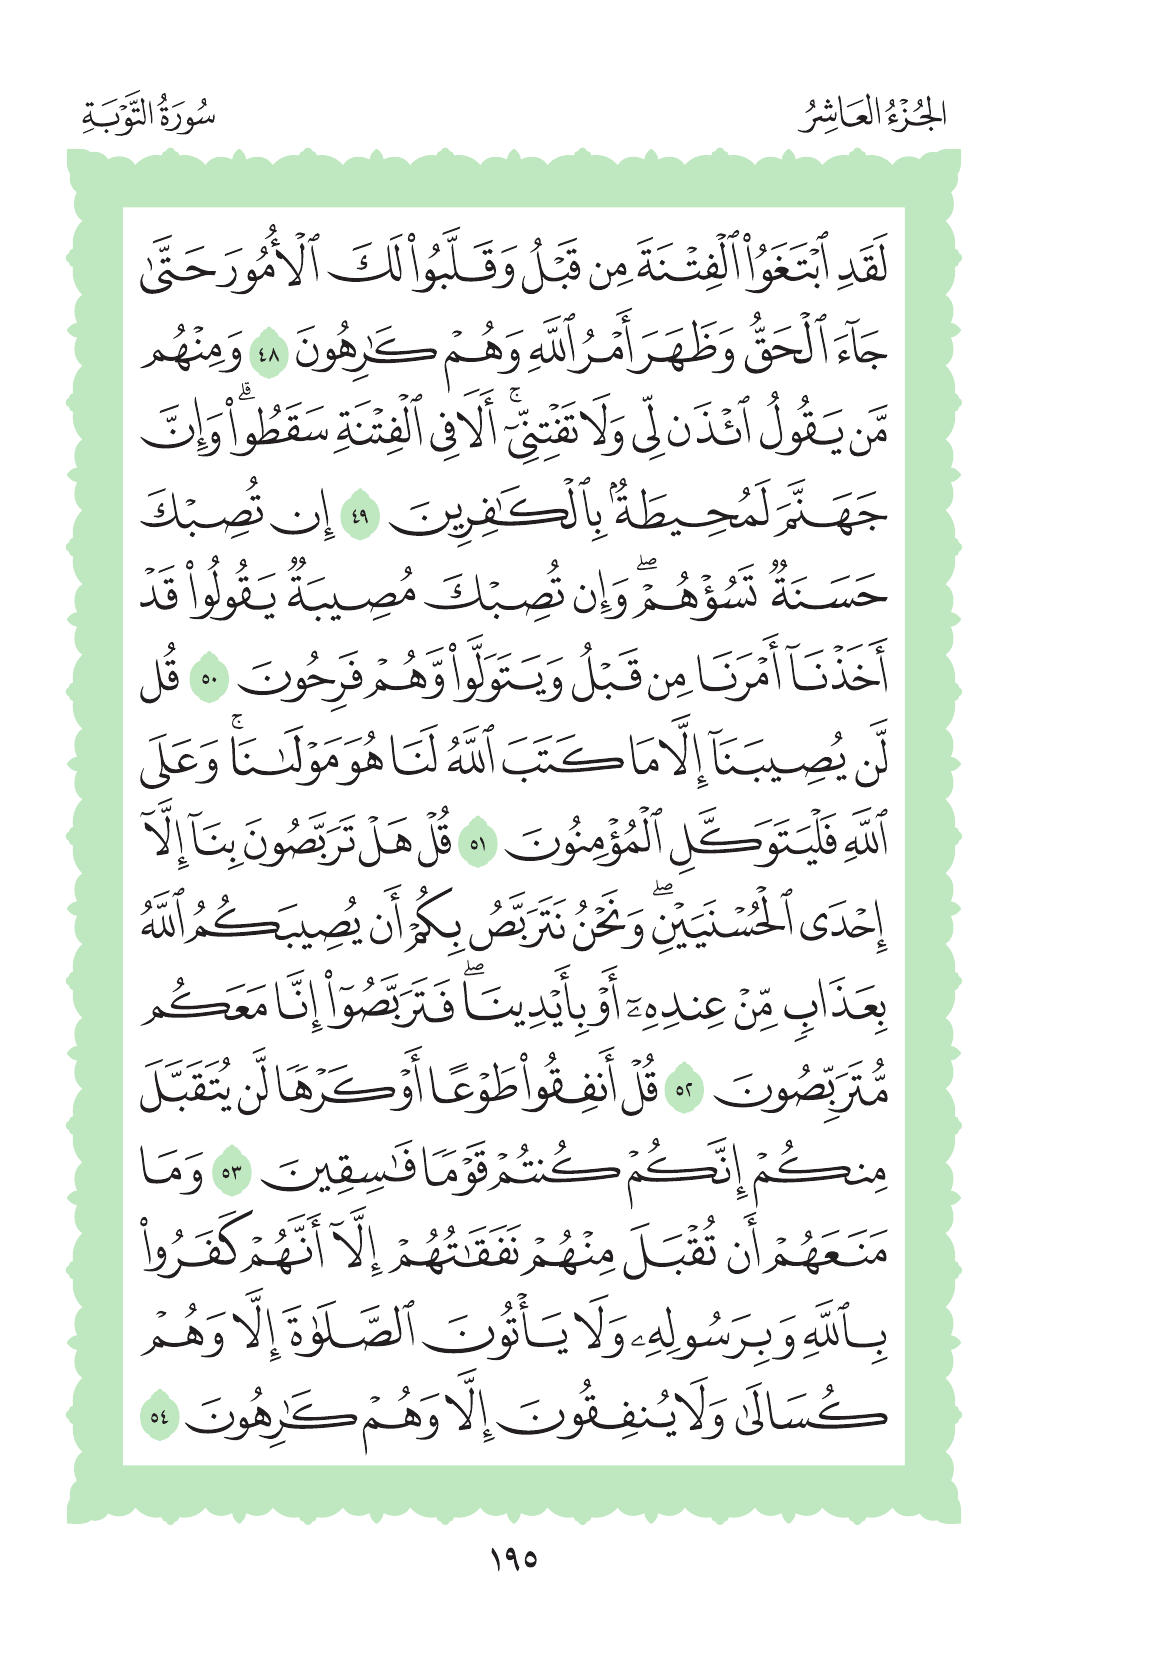 الجُزْءُ العَاشِرُ
سُورَةُ التَّوْبَةِ
لَقَدِ ٱبْتَغَوُا۟ ٱلْفِتْنَةَ مِن قَبْلُ وَقَلَّبُوا۟ لَكَ ٱلْأُمُورَ حَتَّىٰ
جَآءَ ٱلْحَقُّ وَظَهَرَ أَمْرُ ٱللَّهِ وَهُمْ كَـٰرِهُونَ ٤٨ وَمِنْهُم
مَّن يَقُولُ ٱئْذَن لِّى وَلَا تَفْتِنِّىٓ ۚ أَلَا فِى ٱلْفِتْنَةِ سَقَطُوا۟ ۗ وَإِنَّ
جَهَنَّمَ لَمُحِيطَةٌۢ بِٱلْكَـٰفِرِينَ ٤٩ إِن تُصِبْكَ
حَسَنَةٌ تَسُؤْهُمْ ۖ وَإِن تُصِبْكَ مُصِيبَةٌ يَقُولُوا۟ قَدْ
أَخَذْنَآ أَمْرَنَا مِن قَبْلُ وَيَتَوَلَّوا۟ وَّهُمْ فَرِحُونَ ٥٠ قُل
لَّن يُصِيبَنَآ إِلَّا مَا كَتَبَ ٱللَّهُ لَنَا هُوَ مَوْلَىٰنَا ۚ وَعَلَى
ٱللَّهِ فَلْيَتَوَكَّلِ ٱلْمُؤْمِنُونَ ٥١ قُلْ هَلْ تَرَبَّصُونَ بِنَآ إِلَّآ
إِحْدَى ٱلْحُسْنَيَيْنِ ۖ وَنَحْنُ نَتَرَبَّصُ بِكُمْ أَن يُصِيبَكُمُ ٱللَّهُ
بِعَذَابٍ مِّنْ عِندِهِۦٓ أَوْ بِأَيْدِينَا ۖ فَتَرَبَّصُوٓا۟ إِنَّا مَعَكُم
مُّتَرَبِّصُونَ ٥٢ قُلْ أَنفِقُوا۟ طَوْعًا أَوْ كَرْهًا لَّن يُتَقَبَّلَ
مِنكُمْ إِنَّكُمْ كُنتُمْ قَوْمًا فَـٰسِقِينَ ٥٣ وَمَا
مَنَعَهُمْ أَن تُقْبَلَ مِنْهُمْ نَفَقَـٰتُهُمْ إِلَّآ أَنَّهُمْ كَفَرُوا۟
بِٱللَّهِ وَبِرَسُولِهِۦ وَلَا يَأْتُونَ ٱلصَّلَوٰةَ إِلَّا وَهُمْ
كُسَالَىٰ وَلَا يُنفِقُونَ إِلَّا وَهُمْ كَـٰرِهُونَ ٥٤
١٩٥